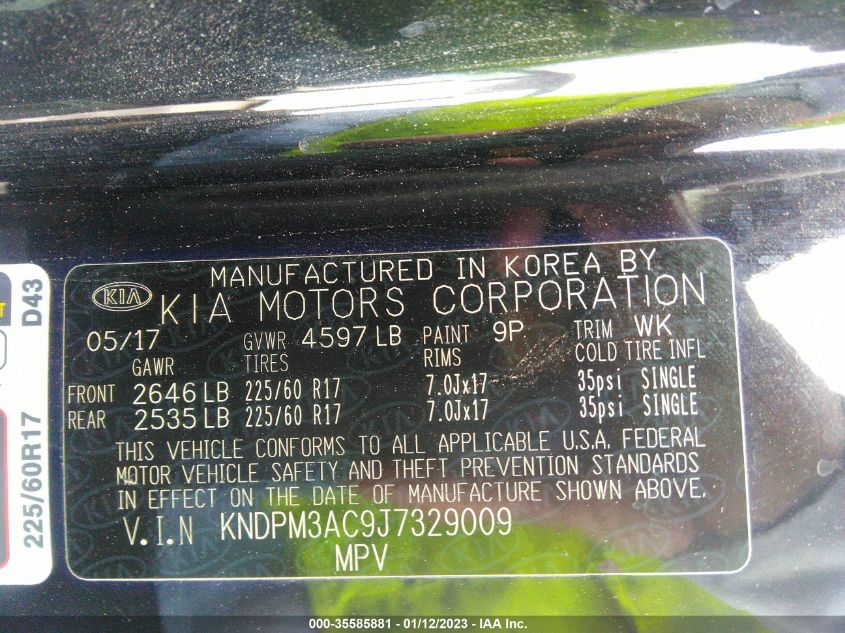 MANUFACTURED IN KOREA BY
KIA KIA MOTORS CORPORATION
05/17 GVWR 4597 LB PAINT 9P TRIM WK
GAWR TIRES RIMS COLD TIRE INFL
FRONT 2646 LB 225/60 R17 7.0Jx17 35psi SINGLE
REAR 2535 LB 225/60 R17 7.0Jx17 35psi SINGLE
THIS VEHICLE CONFORMS TO ALL APPLICABLE U.S.A. FEDERAL
MOTOR VEHICLE SAFETY AND THEFT PREVENTION STANDARDS
IN EFFECT ON THE DATE OF MANUFACTURE SHOWN ABOVE.
V.I.N KNDPM3AC9J7329009
MPV
225/60R17 D43
000-35585881 - 01/12/2023 - IAA Inc.